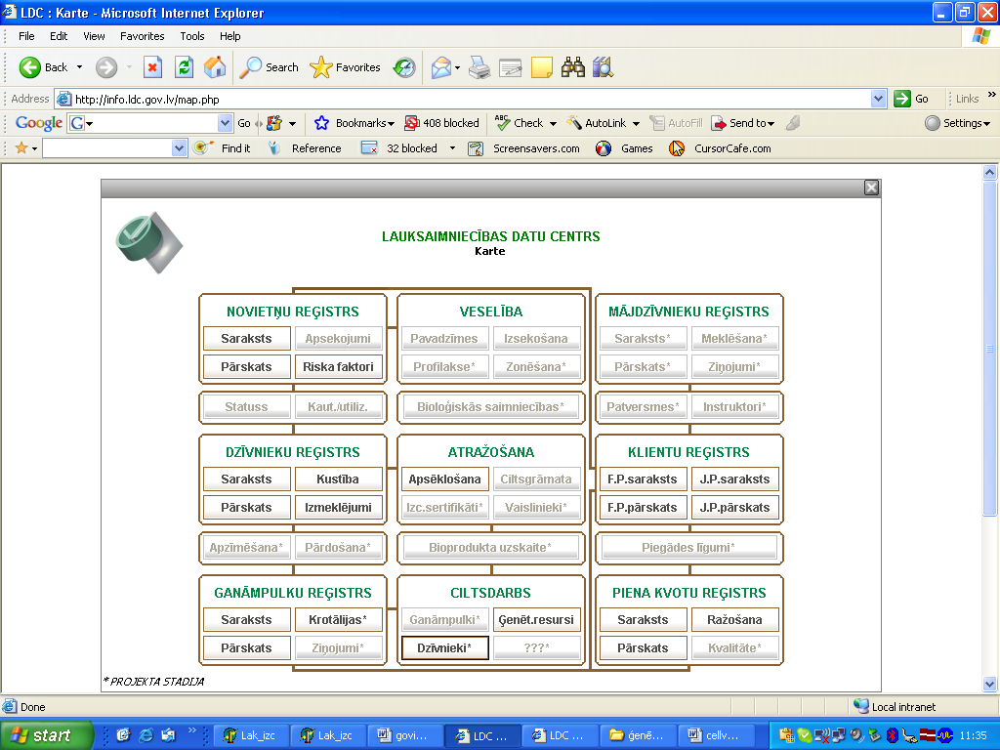 LDC : Karte - Microsoft Internet Explorer
File Edit View Favorites Tools Help
Back Search Favorites
Address http://info.ldc.gov.lv/map.php Go Links »
Google G Go Bookmarks 408 blocked ABC Check AutoLink AutoFill Send to Settings
Find it Reference 32 blocked Screensavers.com Games CursorCafe.com
LAUKSAIMNIECĪBAS DATU CENTRS
Karte
NOVIETŅU REĢISTRS VESELĪBA MĀJDZĪVNIEKU REĢISTRS
Saraksts Apsekojumi Pavadzīmes Izsekošana Saraksts* Meklēšana*
Pārskats Riska faktori Profilakse* Zonēšana* Pārskats* Ziņojumi*
Statuss Kaut./utiliz. Bioloģiskās saimniecības* Patversmes* Instruktori*
DZĪVNIEKU REĢISTRS ATRAŽOŠANA KLIENTU REĢISTRS
Saraksts Kustība Apsēklošana Ciltsgrāmata F.P.saraksts J.P.saraksts
Pārskats Izmeklējumi Izc.sertifikāti* Vaislinieki* F.P.pārskats J.P.pārskats
Apzīmēšana* Pārdošana* Bioprodukta uzskaite* Piegādes līgumi*
GANĀMPULKU REĢISTRS CILTSDARBS PIENA KVOTU REĢISTRS
Saraksts Krotālijas* Ganāmpulki* Ģenēt.resursi Saraksts Ražošana
Pārskats Ziņojumi* Dzīvnieki* ???* Pārskats Kvalitāte*
* PROJEKTA STADIJA
Done Local intranet
start » Lak_izc Lak_izc govi... LDC ... LDC ... ģenē... cellv... 11:35